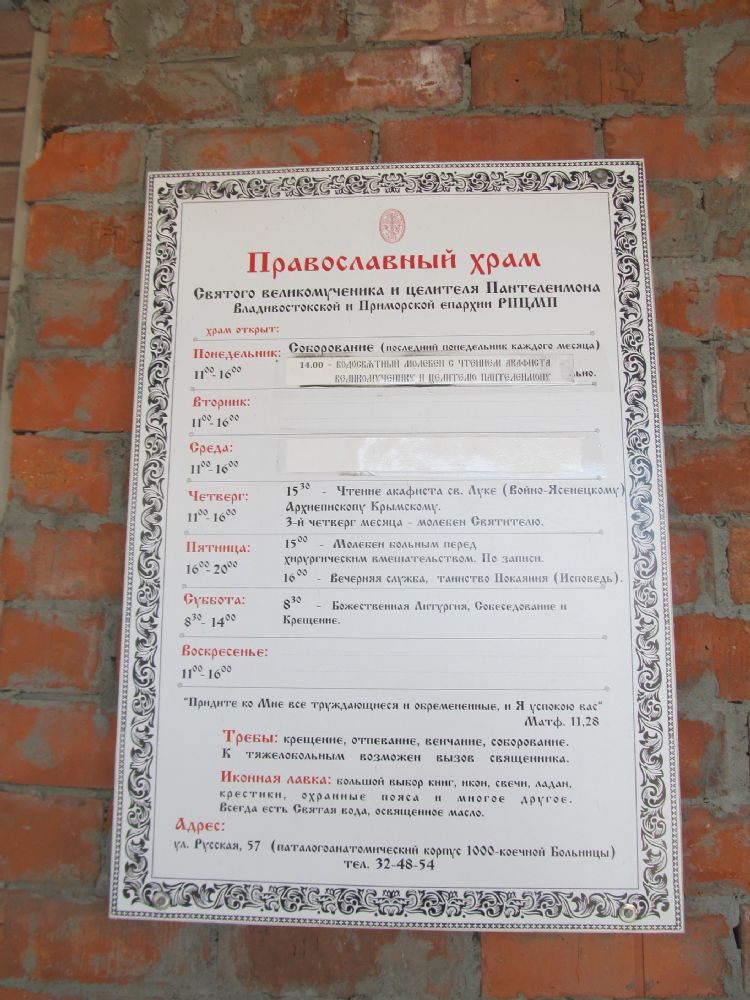 Православный храм
Святого великомученика и целителя Пантелеимона
Владивостокской и Приморской епархии РПЦМП
храм открыт:
Понедельник: Соборование (последний понедельник каждого месяца)
11⁰⁰-16⁰⁰ 14.00 - водосвѣтный молебен с чтением акафиста
великомученику и целителю пантелеимону льно.
Вторник:
11⁰⁰-16⁰⁰
Среда:
11⁰⁰-16⁰⁰
Четверг: 15³⁰ - Чтение акафиста св. Луке (Войно-Ясенецкому)
11⁰⁰-16⁰⁰ Архиепископу Крымскому.
3-й четверг месяца - молебен Святителю.
Пятница: 15⁰⁰ - Молебен больным перед
16⁰⁰-20⁰⁰ хирургическим вмешательством. По записи.
16⁰⁰ - Вечерняя служба, таинство Покаяния (Исповедь).
Суббота: 8³⁰ - Божественная Литургия, Собеседование и
8³⁰- 14⁰⁰ Крещение.
Воскресенье:
11⁰⁰-16⁰⁰
"Придите ко Мне все труждающиеся и обремененные, и Я успокою вас"
Матф. 11,28
Требы: крещение, отпевание, венчание, соборование.
К тяжелобольным возможен вызов священника.
Иконная лавка: большой выбор книг, икон, свечи, ладан,
крестики, охранные пояса и многое другое.
Всегда есть Святая вода, освященное масло.
Адрес:
ул. Русская, 57 (паталогоанатомический корпус 1000-коечной Больницы)
тел. 32-48-54